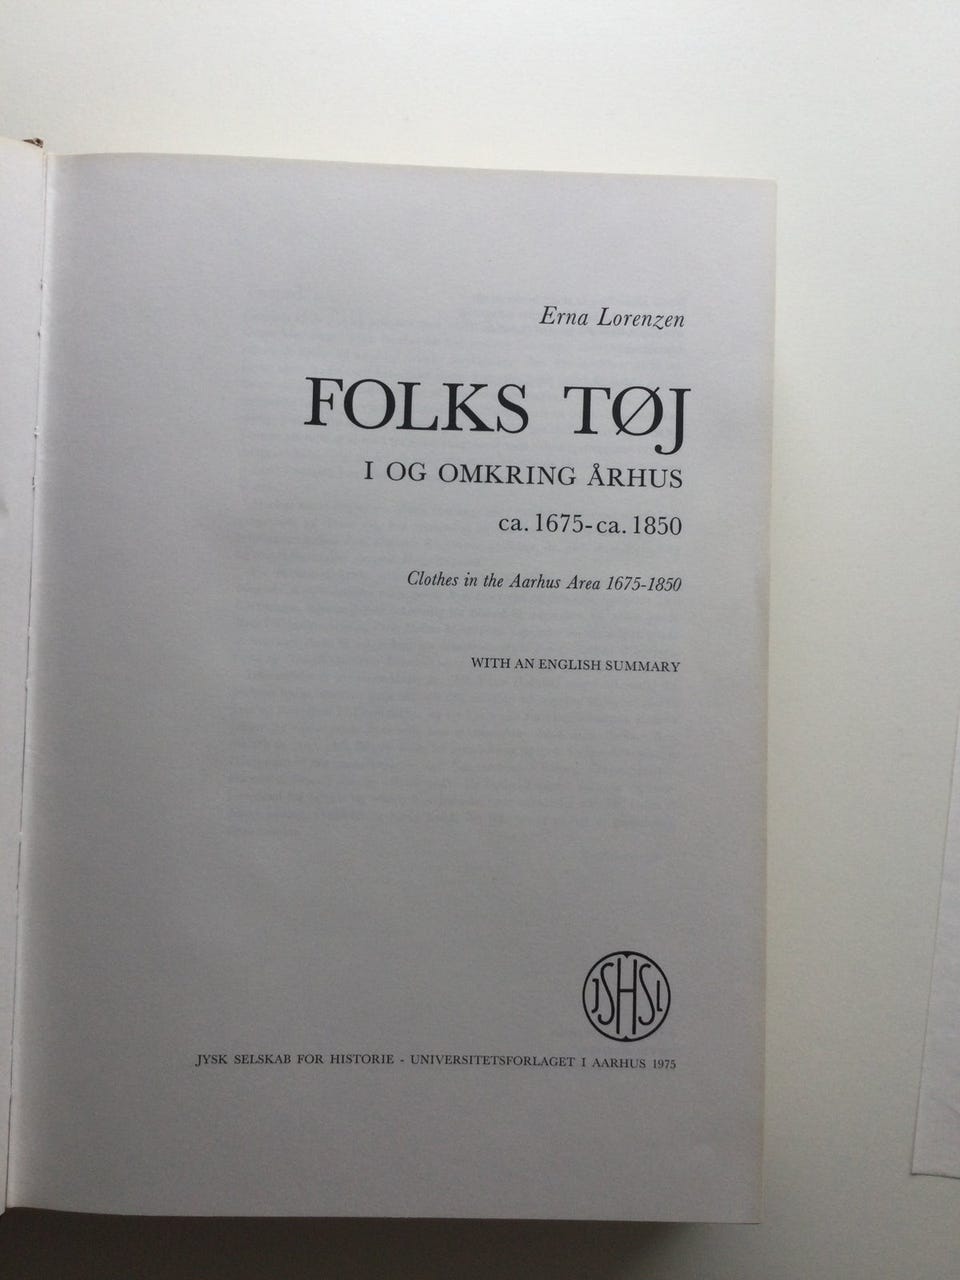 Erna Lorenzen
FOLKS TØJ
I OG OMKRING ÅRHUS
ca. 1675-ca. 1850
Clothes in the Aarhus Area 1675-1850
WITH AN ENGLISH SUMMARY
JSHSL
JYSK SELSKAB FOR HISTORIE - UNIVERSITETSFORLAGET I AARHUS 1975